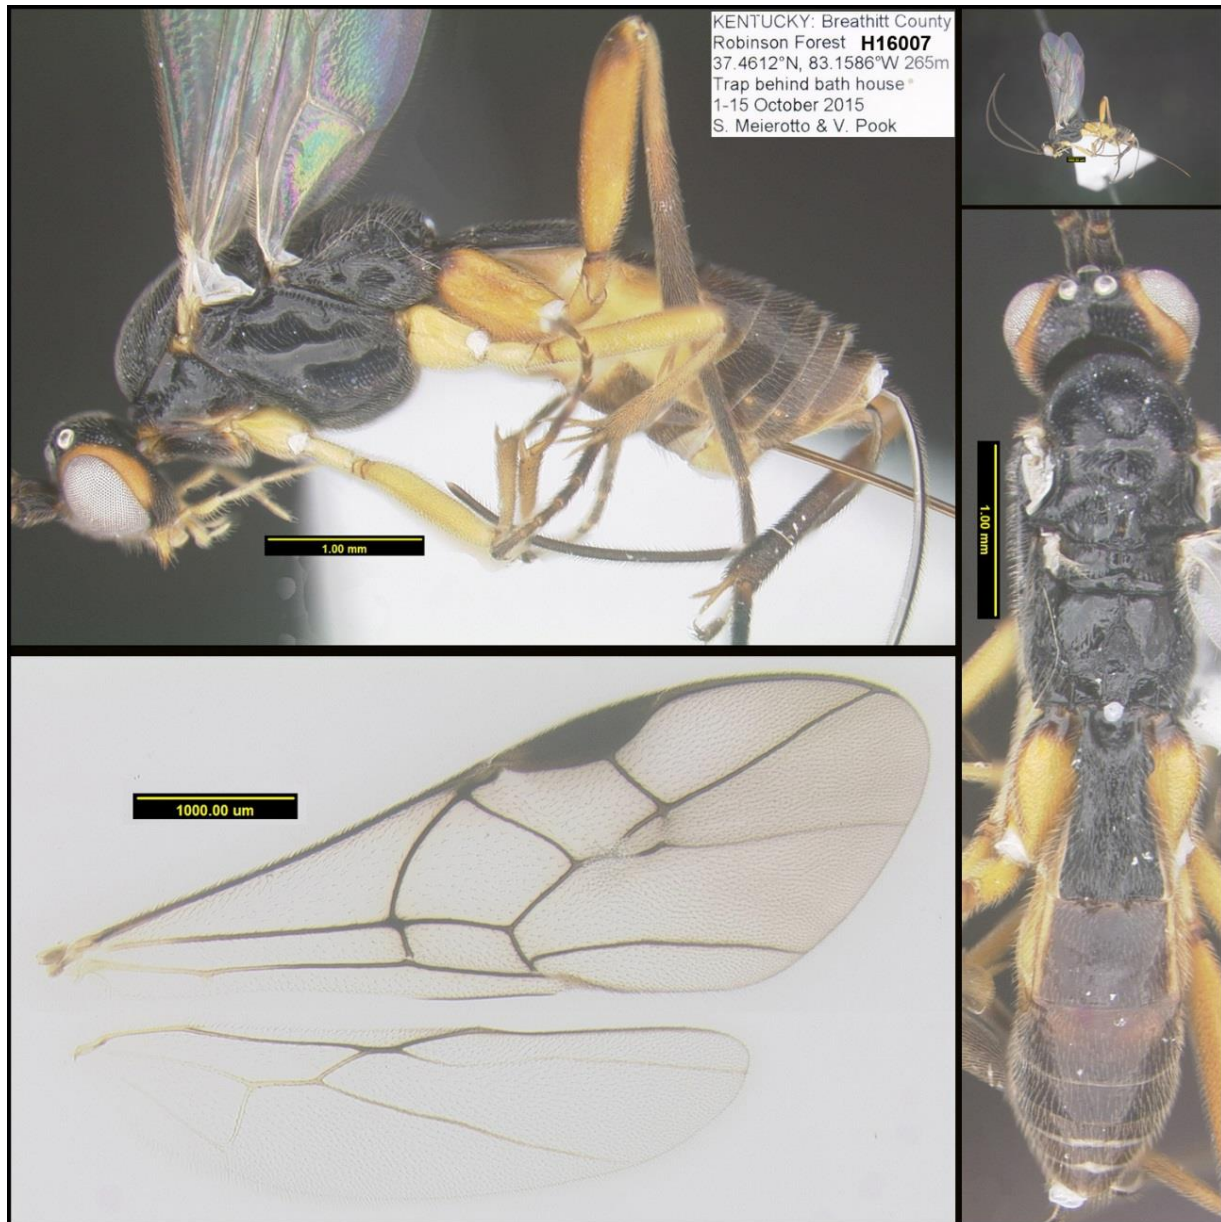 KENTUCKY: Breathitt County
Robinson Forest H16007
37.4612°N, 83.1586°W 265m
Trap behind bath house
1-15 October 2015
S. Meierotto & V. Pook
1.00 mm
1.00 mm
1000.00 um